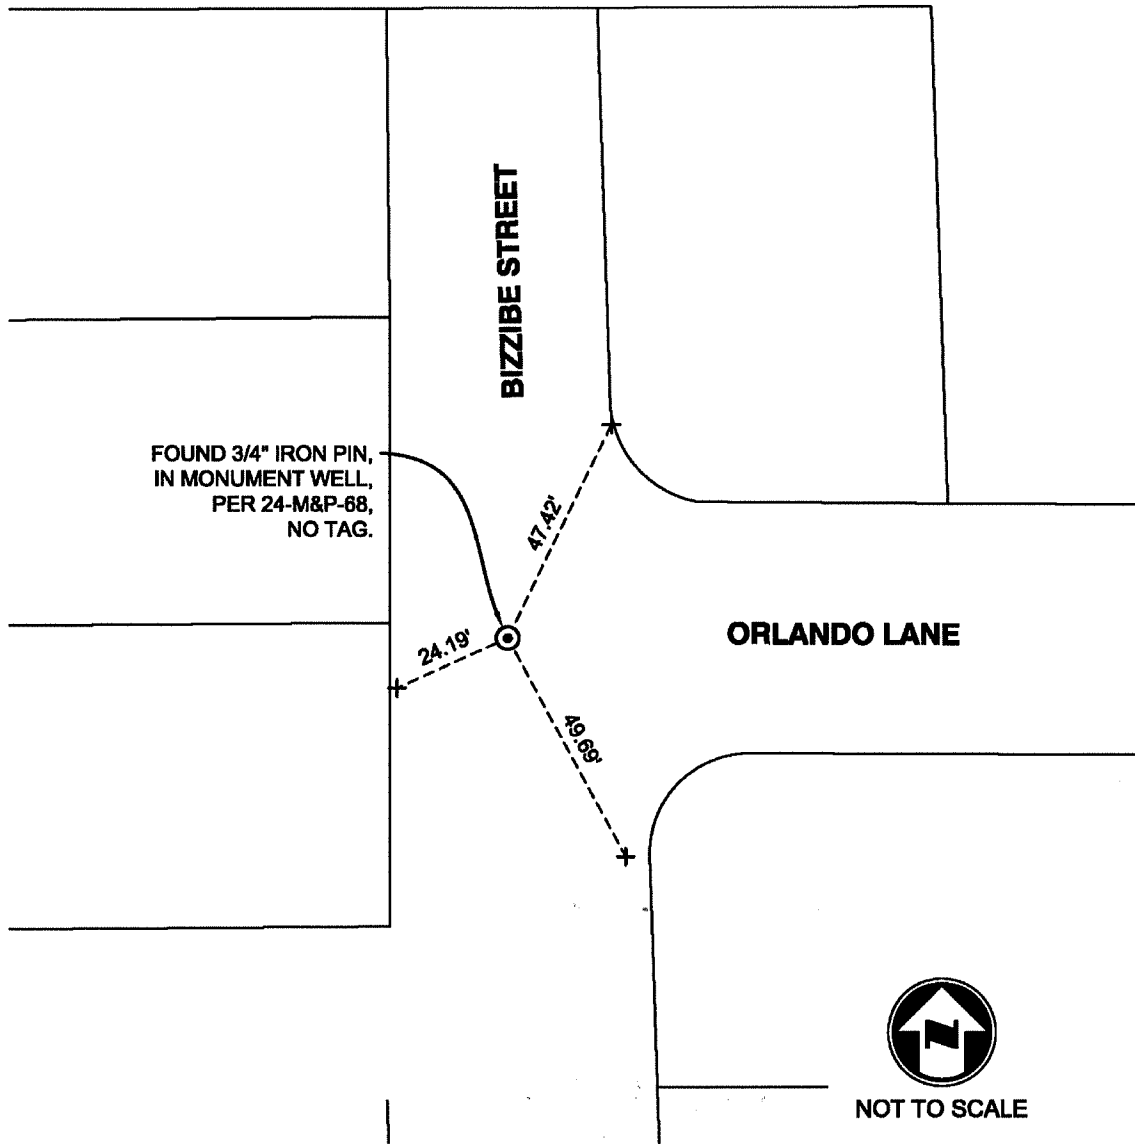 BIZZIBE STREET
FOUND 3/4" IRON PIN,
IN MONUMENT WELL,
PER 24-M&P-68,
NO TAG.
47.42'
24.19'
ORLANDO LANE
49.69'
N
NOT TO SCALE